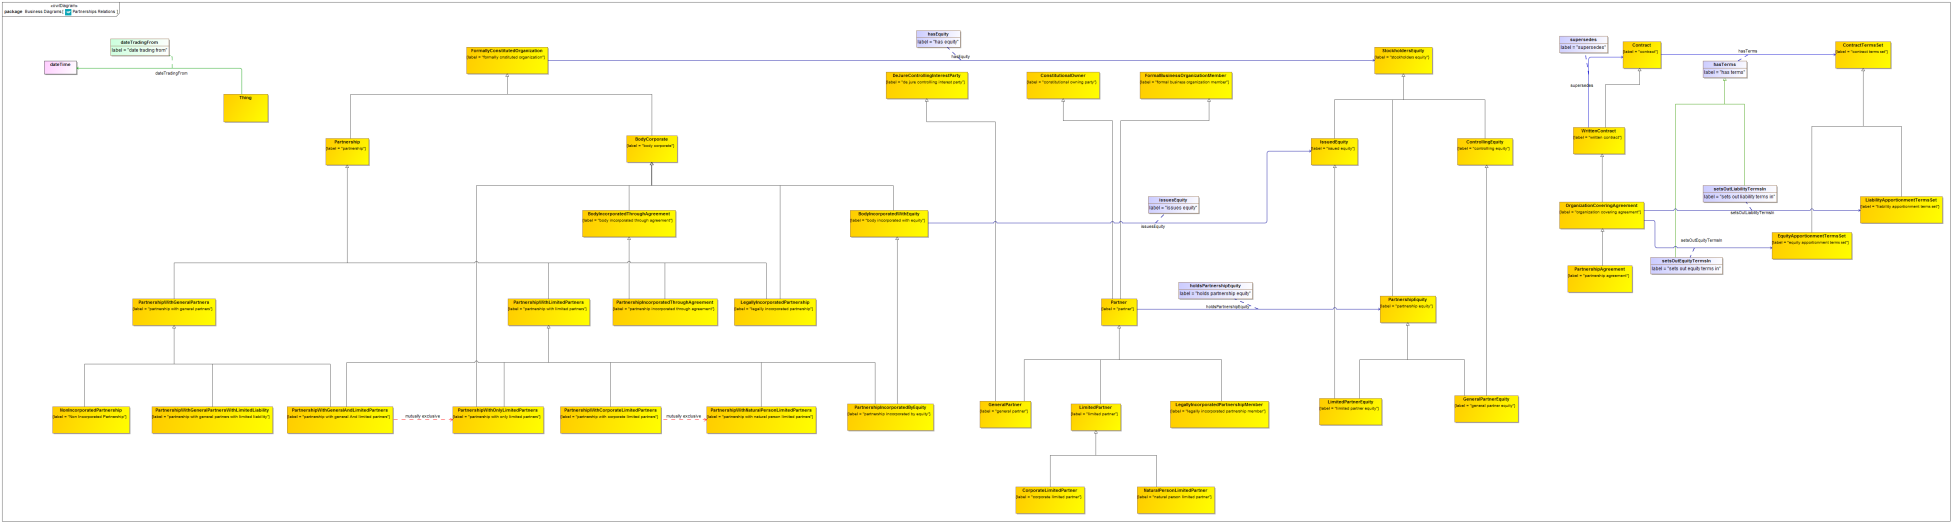 «owlDiagram»
package Business Diagrams[ Partnerships Relations ]
dateTradingFrom
label = "date trading from"
dateTime
dateTradingFrom
Thing
FormallyConstitutedOrganization
hasEquity
label = "has equity"
hasEquity
StockholdersEquity
[label = "stockholders equity"]
DeJureControllingInterestParty
[label = "de jure controlling interest party"]
ConstitutionalOwner
[label = "constitutional owning party"]
FormalBusinessOrganizationMember
[label = "formal business organization member"]
supersedes
label = "supersedes"
Contract
[label = "contract"]
hasTerms
ContractTermsSet
[label = "contract terms set"]
hasTerms
label = "has terms"
supersedes
Partnership
[label = "partnership"]
BodyCorporate
[label = "body corporate"]
IssuedEquity
[label = "issued equity"]
ControllingEquity
[label = "controlling equity"]
WrittenContract
[label = "written contract"]
BodyIncorporatedThroughAgreement
[label = "body incorporated through agreement"]
BodyIncorporatedWithEquity
[label = "body incorporated with equity"]
issuesEquity
label = "issues equity"
issuesEquity
setsOutLiabilityTermsIn
label = "sets out liability terms in"
OrganizationCoveringAgreement
[label = "organization covering agreement"]
setsOutLiabilityTermsIn
LiabilityApportionmentTermsSet
[label = "liability apportionment terms set"]
setsOutEquityTermsIn
EquityApportionmentTermsSet
[label = "equity apportionment terms set"]
setsOutEquityTermsIn
label = "sets out equity terms in"
PartnershipAgreement
[label = "partnership agreement"]
PartnershipWithGeneralPartners
[label = "partnership with general partners"]
PartnershipWithLimitedPartners
[label = "partnership with limited partners"]
PartnershipIncorporatedThroughAgreement
[label = "partnership incorporated through agreement"]
LegallyIncorporatedPartnership
[label = "legally incorporated partnership"]
Partner
[label = "partner"]
holdsPartnershipEquity
label = "holds partnership equity"
holdsPartnershipEquity
PartnershipEquity
[label = "partnership equity"]
NonIncorporatedPartnership
[label = "Non Incorporated Partnership"]
PartnershipWithGeneralPartnersWithLimitedLiability
[label = "partnership with general partners with limited liability"]
PartnershipWithGeneralAndLimitedPartners
[label = "partnership with general And limited partners"]
mutually exclusive
PartnershipWithOnlyLimitedPartners
[label = "partnership with only limited partners"]
PartnershipWithCorporateLimitedPartners
[label = "partnership with corporate limited partners"]
mutually exclusive
PartnershipWithNaturalPersonLimitedPartners
[label = "partnership with natural person limited partners"]
PartnershipIncorporatedByEquity
[label = "partnership incorporated by equity"]
GeneralPartner
[label = "general partner"]
LimitedPartner
[label = "limited partner"]
LegallyIncorporatedPartnershipMember
[label = "legally incorporated partnership member"]
LimitedPartnerEquity
[label = "limited partner equity"]
GeneralPartnerEquity
[label = "general partner equity"]
CorporateLimitedPartner
[label = "corporate limited partner"]
NaturalPersonLimitedPartner
[label = "natural person limited partner"]